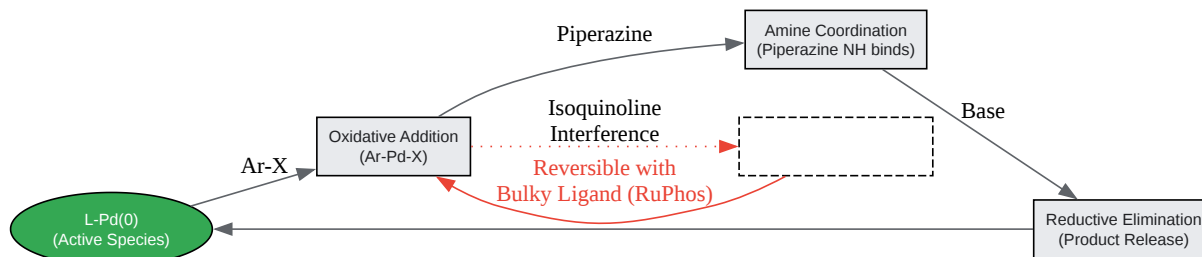 Piperazine
Amine Coordination
(Piperazine NH binds)
Isoquinoline
Interference
Base
Oxidative Addition
(Ar-Pd-X)
Ar-X
Reversible with
Bulky Ligand (RuPhos)
L-Pd(0)
(Active Species)
Reductive Elimination
(Product Release)